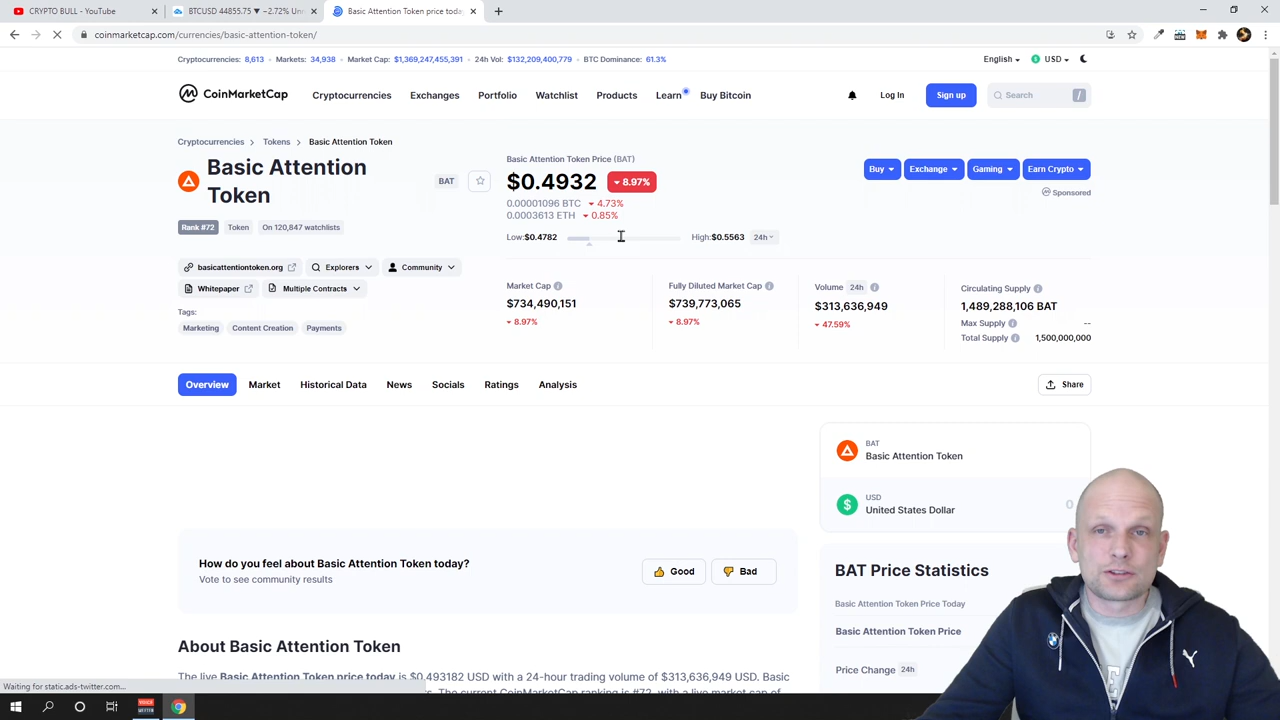 CRYPTO BULL - YouTube
BTCUSD 44855.75 ▼ −2.72% Un
Basic Attention Token price toda
coinmarketcap.com/currencies/basic-attention-token/
Cryptocurrencies: 8,613 Markets: 34,938 Market Cap: $1,369,247,455,391 24h Vol: $132,209,400,779 BTC Dominance: 61.3%
English USD
CoinMarketCap Cryptocurrencies Exchanges Portfolio Watchlist Products Learn Buy Bitcoin Log In Sign up Search /
Cryptocurrencies > Tokens > Basic Attention Token
Basic Attention
Token
BAT
Rank #72 Token On 120,847 watchlists
basicattentiontoken.org Explorers Community
Whitepaper Multiple Contracts
Tags:
Marketing Content Creation Payments
Basic Attention Token Price (BAT)
$0.4932 8.97%
0.00001096 BTC 4.73%
0.0003613 ETH 0.85%
Low:$0.4782 High:$0.5563 24h
Buy Exchange Gaming Earn Crypto
Sponsored
Market Cap
$734,490,151
8.97%
Fully Diluted Market Cap
$739,773,065
8.97%
Volume 24h
$313,636,949
47.59%
Circulating Supply
1,489,288,106 BAT
Max Supply --
Total Supply 1,500,000,000
Overview Market Historical Data News Socials Ratings Analysis Share
BAT
Basic Attention Token
USD
United States Dollar 0
How do you feel about Basic Attention Token today?
Vote to see community results
Good Bad
BAT Price Statistics
Basic Attention Token Price Today
Basic Attention Token Price
Price Change 24h
About Basic Attention Token
The live Basic Attention Token price today is $0.493182 USD with a 24-hour trading volume of $313,636,949 USD. Basic
The current CoinMarketCap ranking is #72, with a live market cap of
Waiting for static.ads-twitter.com...